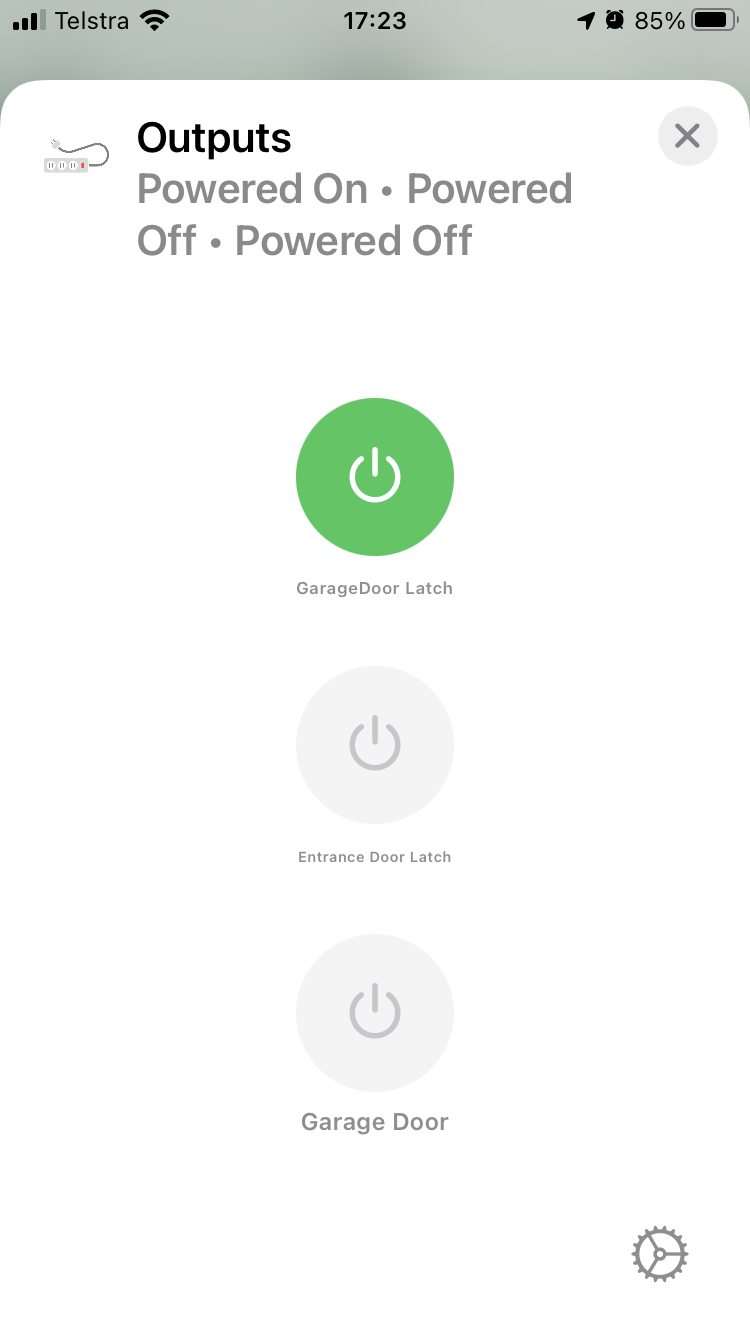 Telstra 17:23 85%
Outputs
Powered On • Powered
Off • Powered Off
GarageDoor Latch
Entrance Door Latch
Garage Door